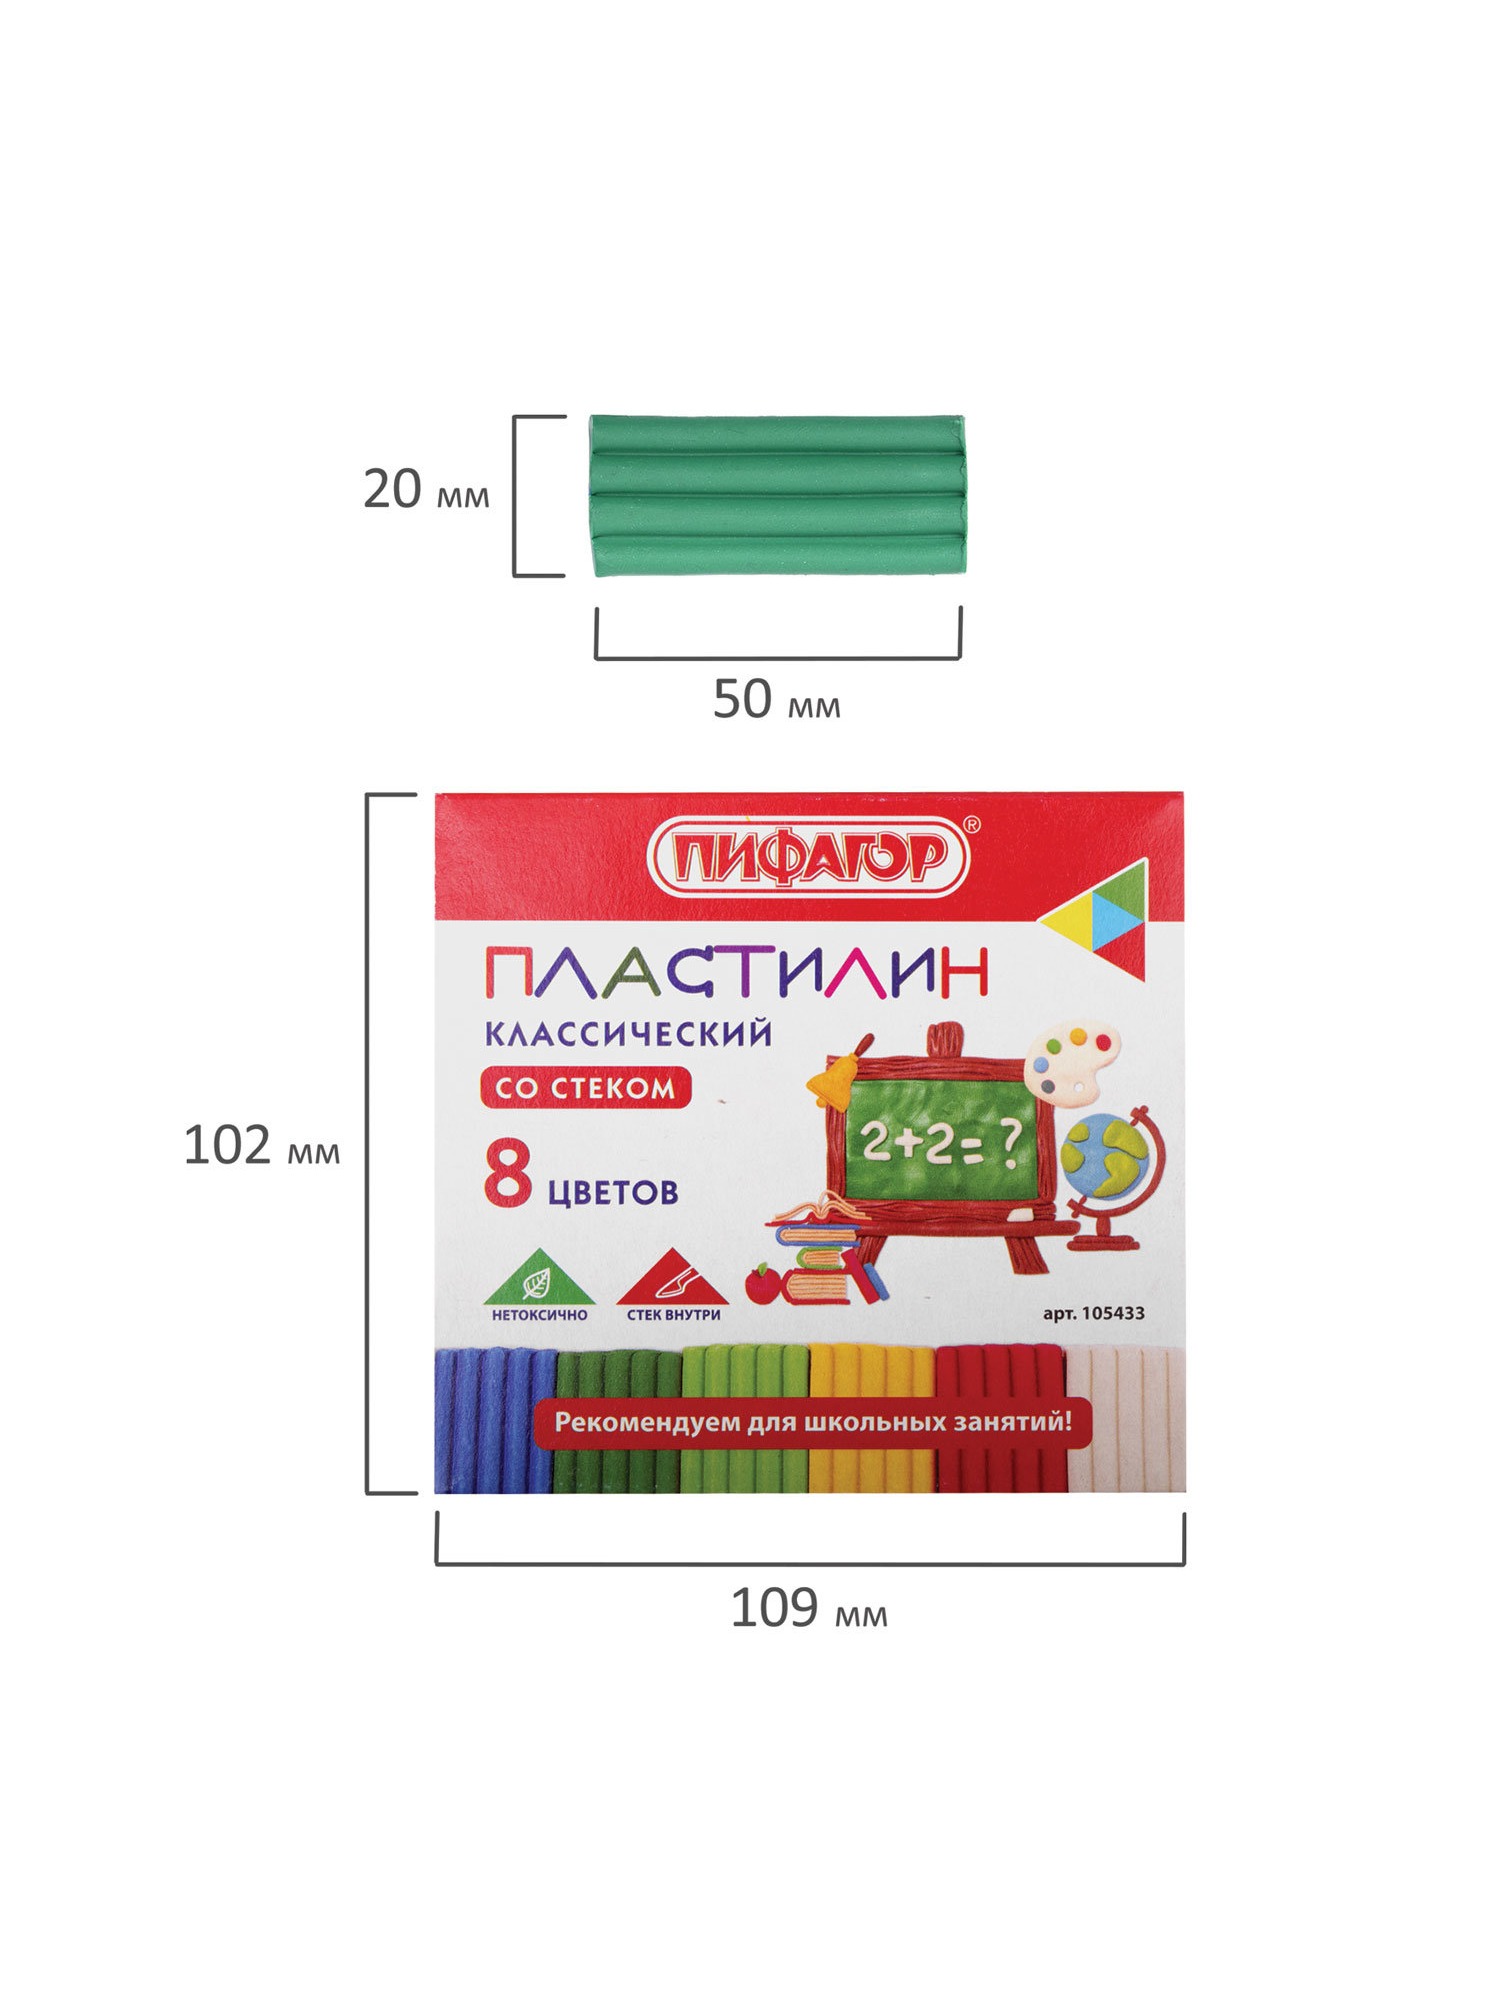 20 мм
50 мм
ПИФАГОР®
ПЛАСТИЛИН
КЛАССИЧЕСКИЙ
СО СТЕКОМ
8 ЦВЕТОВ
2+2=?
НЕТОКСИЧНО
СТЕК ВНУТРИ
арт. 105433
Рекомендуем для школьных занятий!
102 мм
109 мм